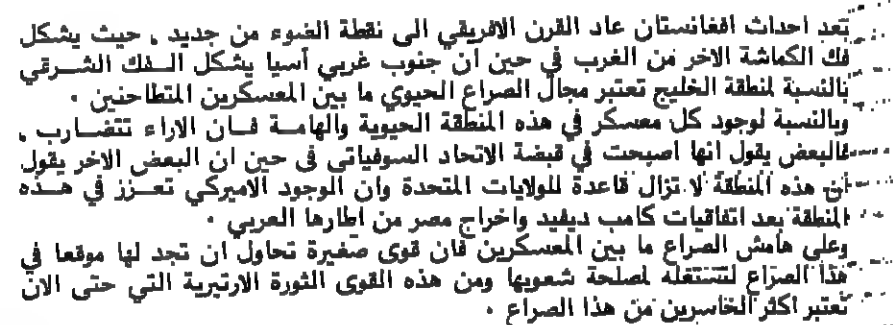 بعد احداث افغانستان عاد القرن الافريقي الى نقطة الضوء من جديد ، حيث يشكل
فك الكماشة الاخر من الغرب في حين ان جنوب غربي آسيا يشكل الفك الشرقي
بالنسبة لمنطقة الخليج تعتبر مجال الصراع الحيوي ما بين المعسكرين المتطاحنين .
وبالنسبة لوجود كل معسكر في هذه المنطقة الحيوية والهامة فان الاراء تتضارب ،
فالبعض يقول انها اصبحت في قبضة الاتحاد السوفياتي في حين ان البعض الاخر يقول
أن هذه المنطقة لا تزال قاعدة للولايات المتحدة وان الوجود الاميركي تعزز في هذه
المنطقة بعد اتفاقيات كامب ديفيد واخراج مصر من اطارها العربي .
وعلى هامش الصراع ما بين المعسكرين فان قوى صغيرة تحاول ان تجد لها موقعا في
هذا الصراع لتستغله لمصلحة شعوبها ومن هذه القوى الثورة الارتيرية التي حتى الان
تعتبر اكثر الخاسرين من هذا الصراع .